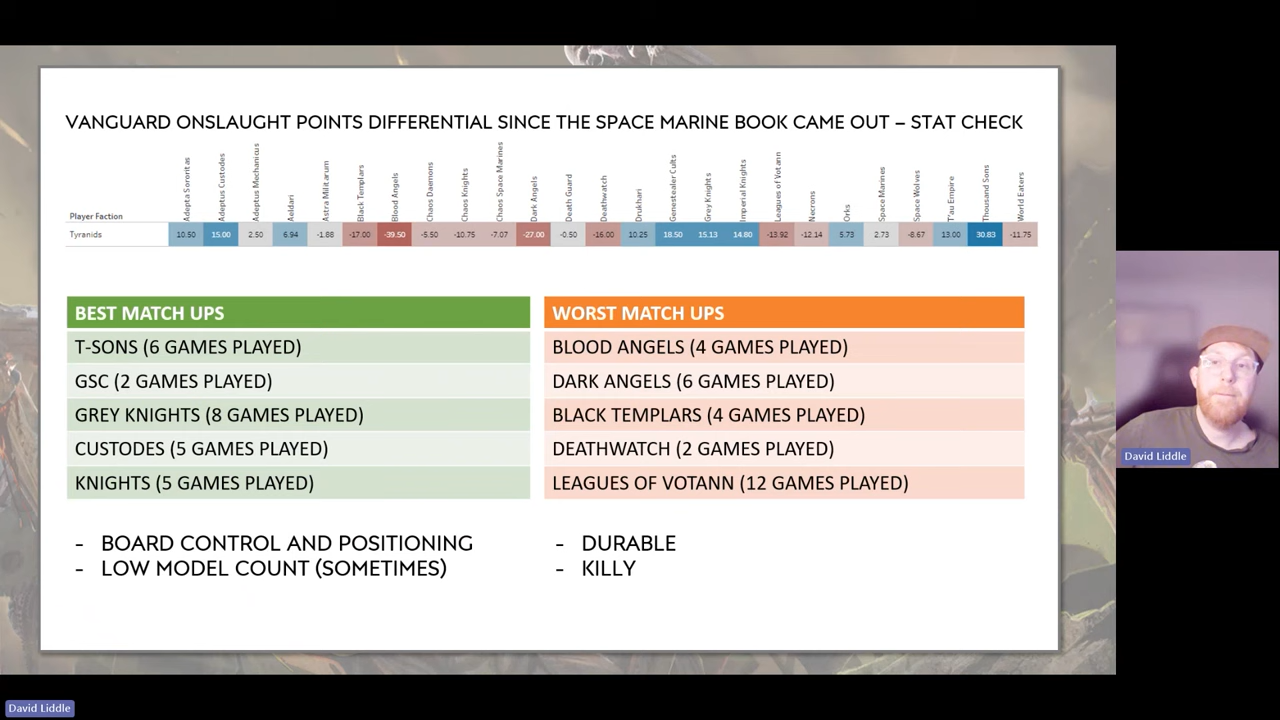 VANGUARD ONSLAUGHT POINTS DIFFERENTIAL SINCE THE SPACE MARINE BOOK CAME OUT – STAT CHECK
Player Faction
Adepta Sororitas
Adeptus Custodes
Adeptus Mechanicus
Aeldari
Astra Militarum
Black Templars
Blood Angels
Chaos Daemons
Chaos Knights
Chaos Space Marines
Dark Angels
Death Guard
Deathwatch
Drukhari
Genestealer Cults
Grey Knights
Imperial Knights
Leagues of Votann
Necrons
Orks
Space Marines
Space Wolves
T'au Empire
Thousand Sons
World Eaters
Tyranids 10.50 15.00 2.50 6.94 -1.88 -17.00 -39.50 -5.50 -10.75 -7.07 -27.00 -0.50 -16.00 10.25 18.50 15.13 14.80 -13.92 -12.14 5.73 2.73 -8.67 13.00 30.83 -11.75
BEST MATCH UPS
T-SONS (6 GAMES PLAYED)
GSC (2 GAMES PLAYED)
GREY KNIGHTS (8 GAMES PLAYED)
CUSTODES (5 GAMES PLAYED)
KNIGHTS (5 GAMES PLAYED)
- BOARD CONTROL AND POSITIONING
- LOW MODEL COUNT (SOMETIMES)
WORST MATCH UPS
BLOOD ANGELS (4 GAMES PLAYED)
DARK ANGELS (6 GAMES PLAYED)
BLACK TEMPLARS (4 GAMES PLAYED)
DEATHWATCH (2 GAMES PLAYED)
LEAGUES OF VOTANN (12 GAMES PLAYED)
- DURABLE
- KILLY
David Liddle
David Liddle